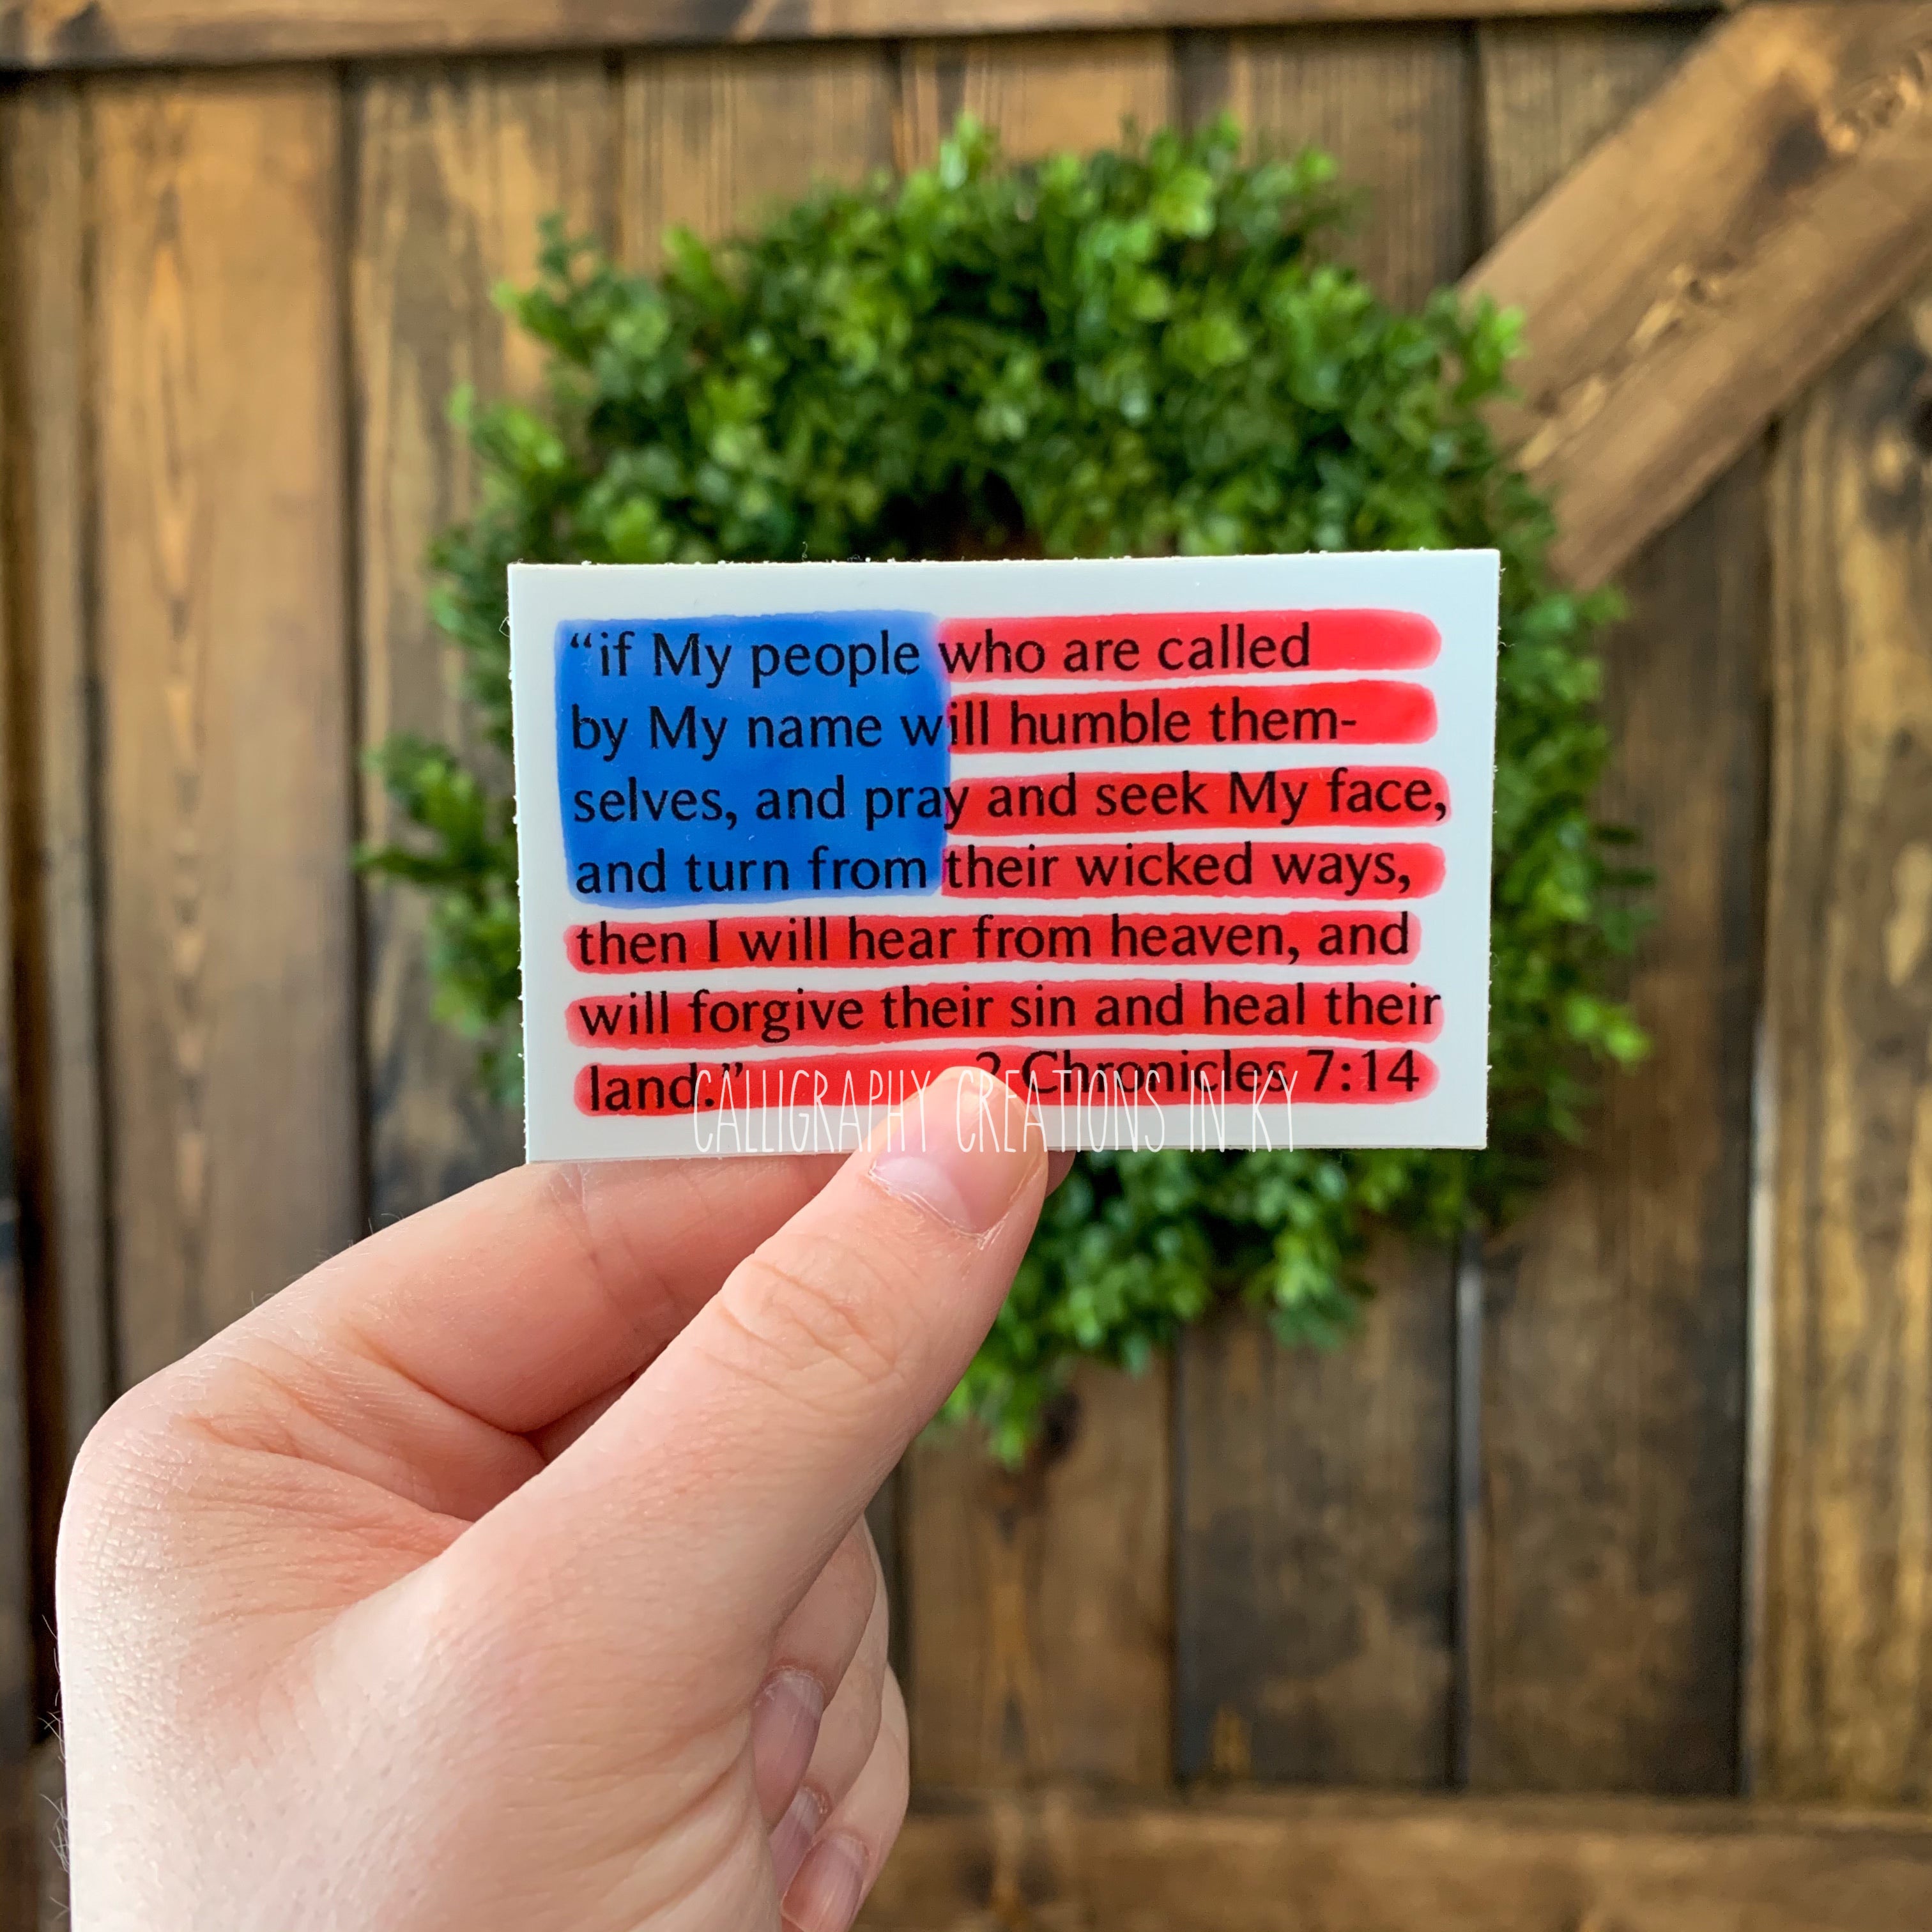 “if My people who are called
by My name will humble them-
selves, and pray and seek My face,
and turn from their wicked ways,
then I will hear from heaven, and
will forgive their sin and heal their
land.” 2 Chronicles 7:14
CALLIGRAPHY CREATIONS IN KY